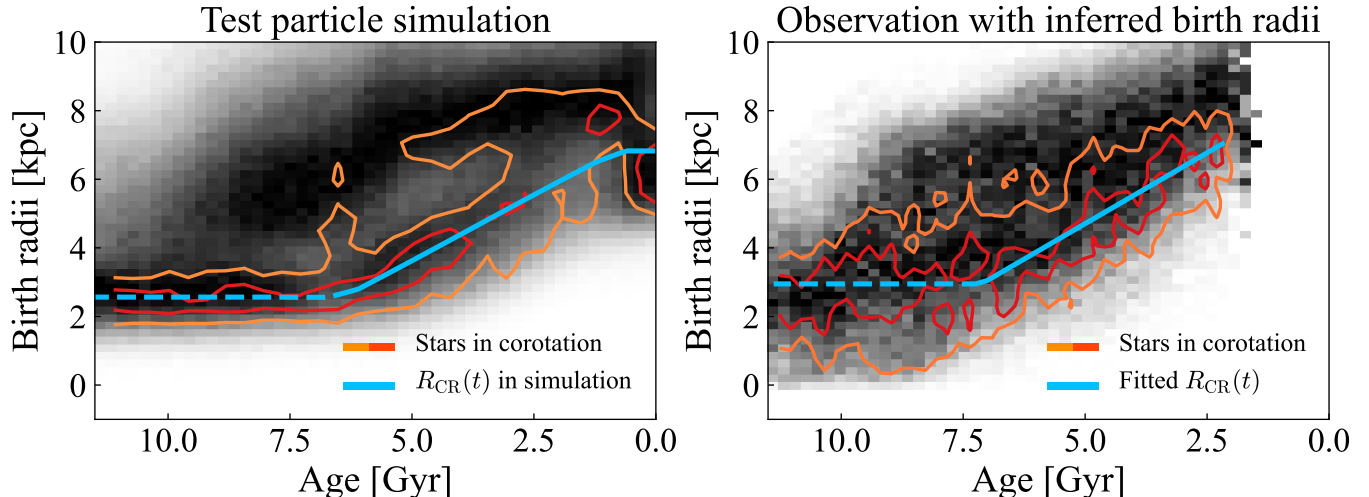 Test particle simulation
Birth radii [kpc]
10
8
6
4
2
0
Stars in corotation
R_CR(t) in simulation
10.0 7.5 5.0 2.5 0.0
Age [Gyr]
Observation with inferred birth radii
Birth radii [kpc]
10
8
6
4
2
0
Stars in corotation
Fitted R_CR(t)
10.0 7.5 5.0 2.5 0.0
Age [Gyr]